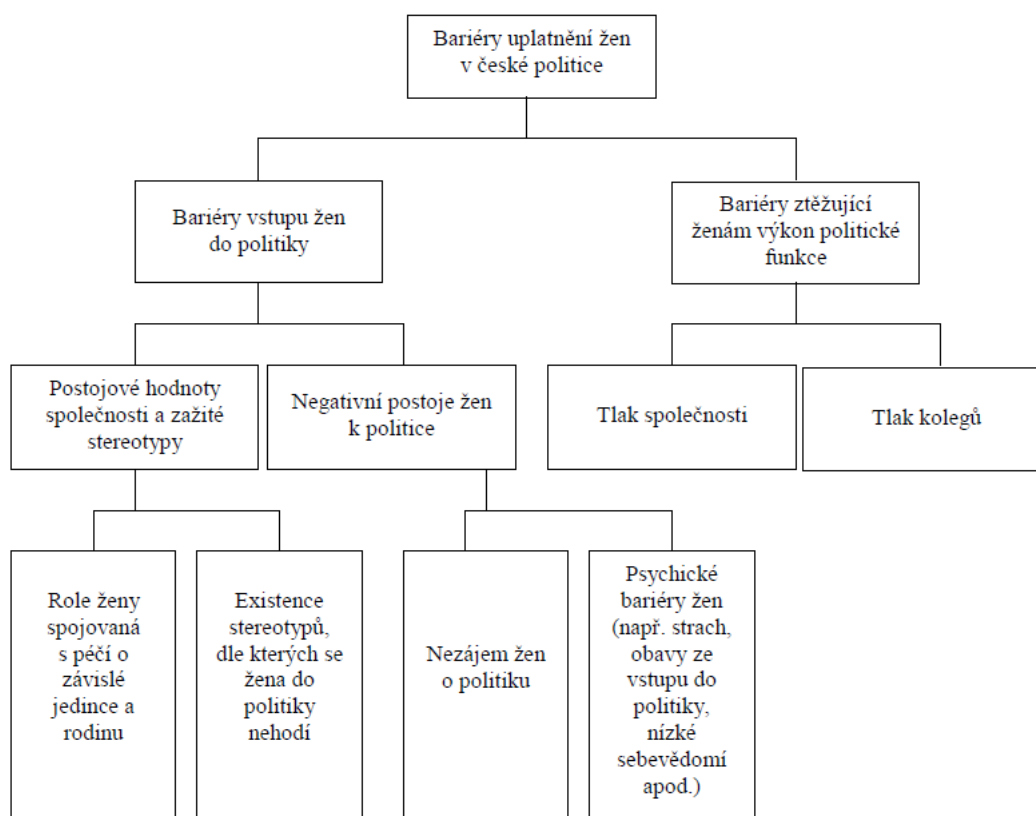 Bariéry uplatnění žen
v české politice
Bariéry vstupu žen
do politiky
Bariéry ztěžující
ženám výkon politické
funkce
Postojové hodnoty
společnosti a zažité
stereotypy
Negativní postoje žen
k politice
Tlak společnosti
Tlak kolegů
Role ženy
spojovaná
s péčí o
závislé
jedince a
rodinu
Existence
stereotypů,
dle kterých se
žena do
politiky
nehodí
Nezájem žen
o politiku
Psychické
bariéry žen
(např. strach,
obavy ze
vstupu do
politiky,
nízké
sebevědomí
apod.)